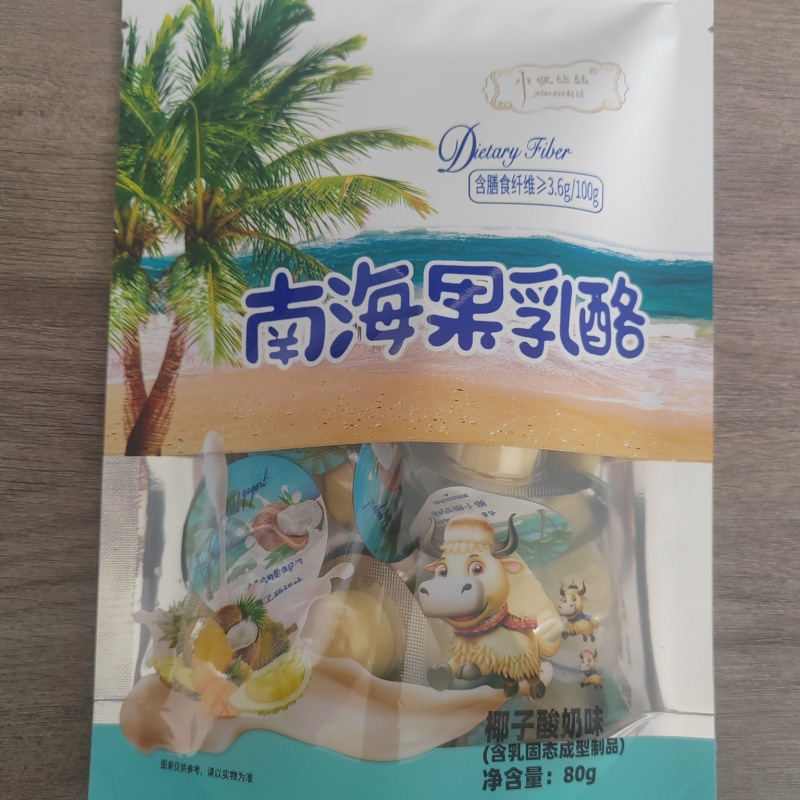 Dietary Fiber
含膳食纤维≥3.6g/100g
南海果乳酪
椰子酸奶味
(含乳固态成型制品)
净含量：80g
图案仅供参考，请以实物为准